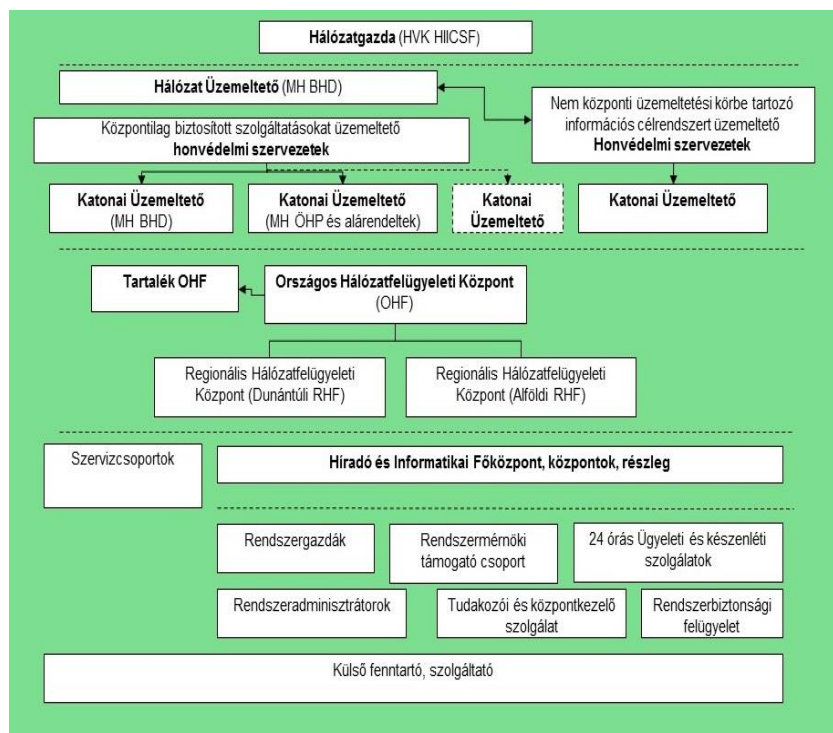 Hálózatgazda (HVK HIICSF)
Hálózat Üzemeltető (MH BHD)
Nem központi üzemeltetési körbe tartozó
információs célrendszert üzemeltető
Honvédelmi szervezetek
Központilag biztosított szolgáltatásokat üzemeltető
honvédelmi szervezetek
Katonai Üzemeltető
(MH BHD)
Katonai Üzemeltető
(MH ÖHP és alárendeltek)
Katonai
Üzemeltető
Katonai Üzemeltető
Tartalék OHF
Országos Hálózatfelügyeleti Központ
(OHF)
Regionális Hálózatfelügyeleti
Központ (Dunántúli RHF)
Regionális Hálózatfelügyeleti
Központ (Alföldi RHF)
Szervizcsoportok
Híradó és Informatikai Főközpont, központok, részleg
Rendszergazdák
Rendszermérnöki
támogató csoport
24 órás Ügyeleti és készenléti
szolgálatok
Rendszeradminisztrátorok
Tudakozói és központkezelő
szolgálat
Rendszerbiztonsági
felügyelet
Külső fenntartó, szolgáltató